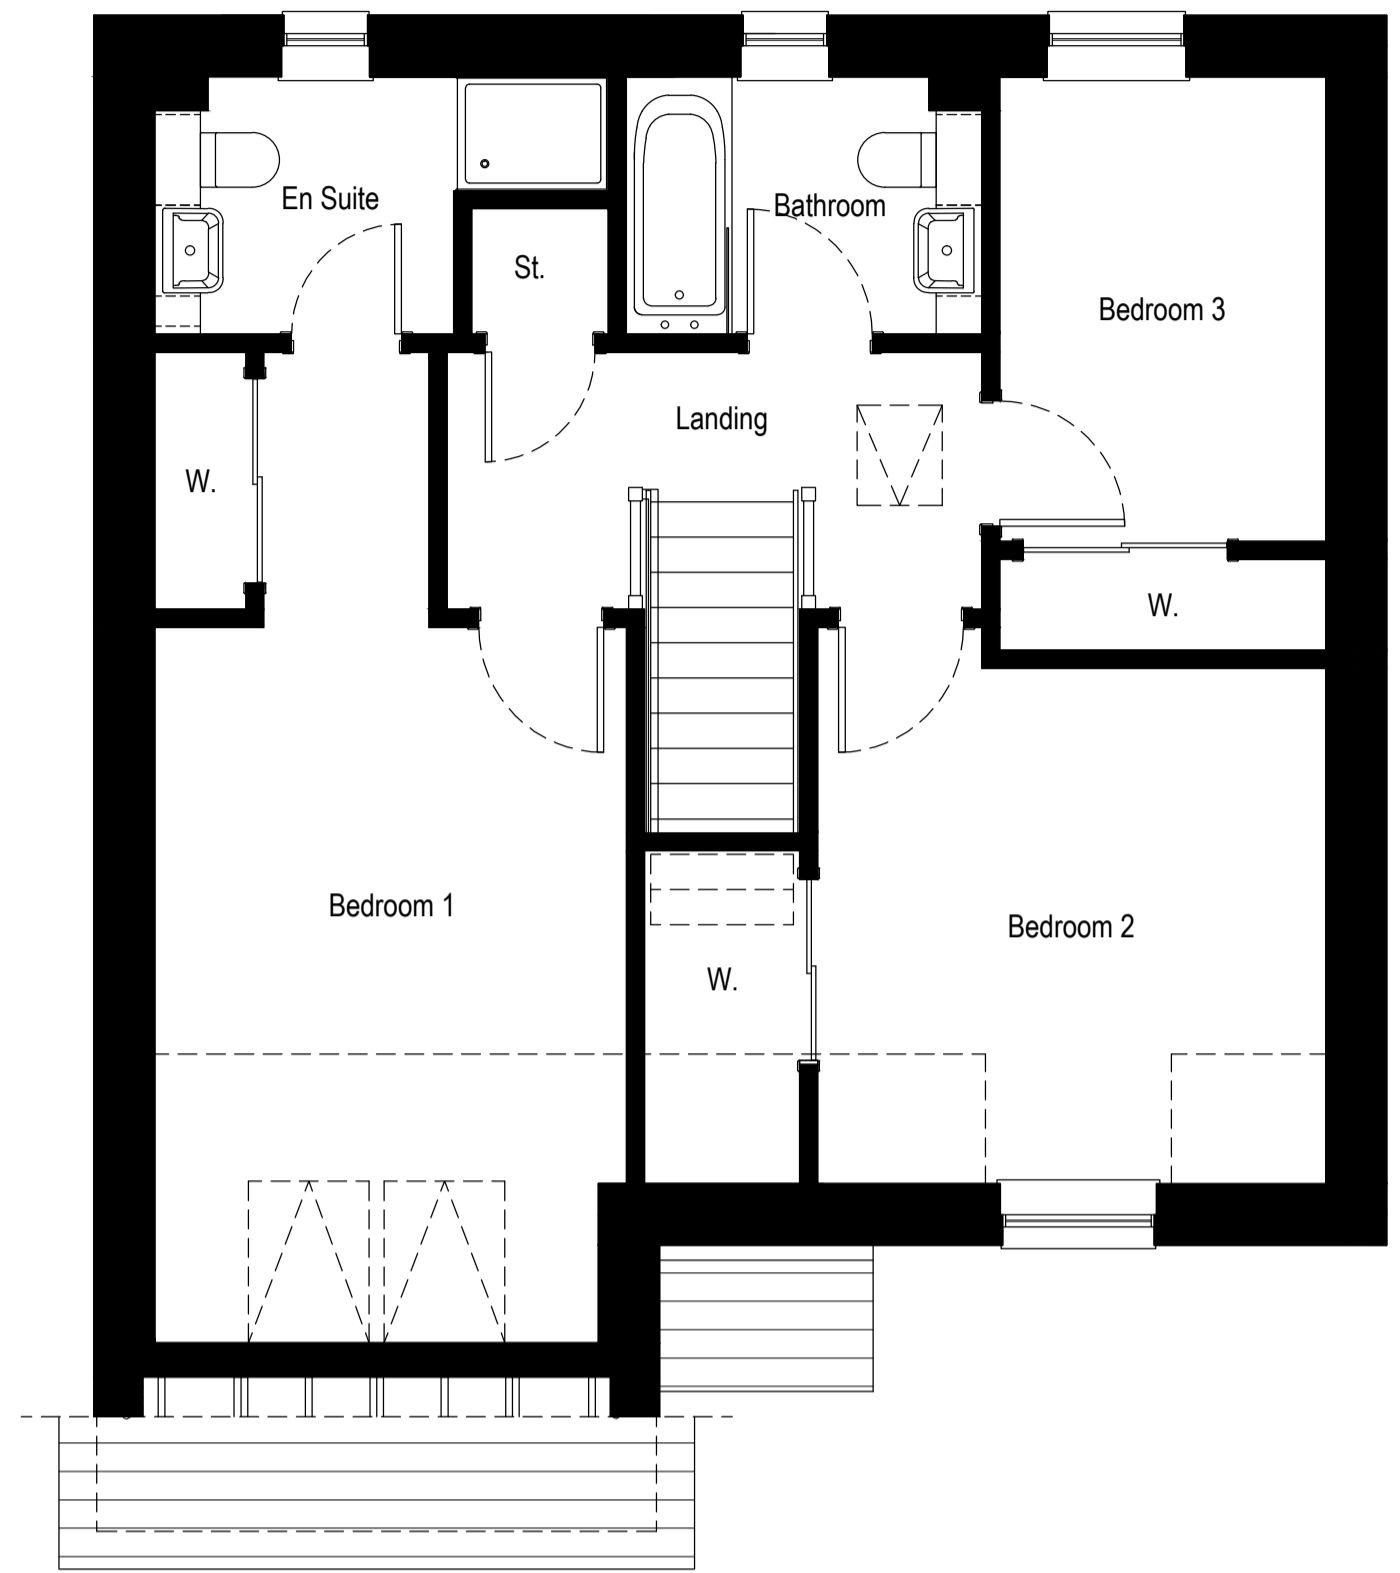 En Suite
Bathroom
St.
Bedroom 3
Landing
W.
W.
Bedroom 1
Bedroom 2
W.